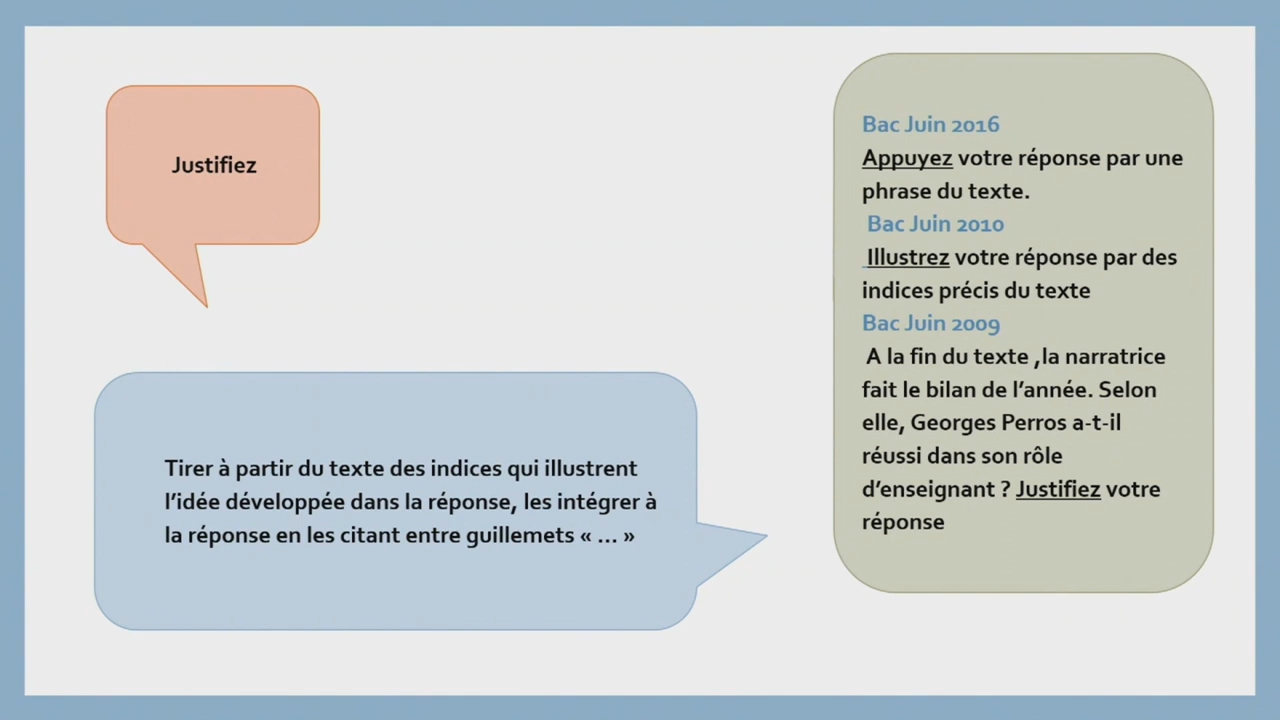 Justifiez
Tirer à partir du texte des indices qui illustrent
l’idée développée dans la réponse, les intégrer à
la réponse en les citant entre guillemets « … »
Bac Juin 2016
Appuyez votre réponse par une
phrase du texte.
Bac Juin 2010
Illustrez votre réponse par des
indices précis du texte
Bac Juin 2009
A la fin du texte ,la narratrice
fait le bilan de l’année. Selon
elle, Georges Perros a-t-il
réussi dans son rôle
d’enseignant ? Justifiez votre
réponse